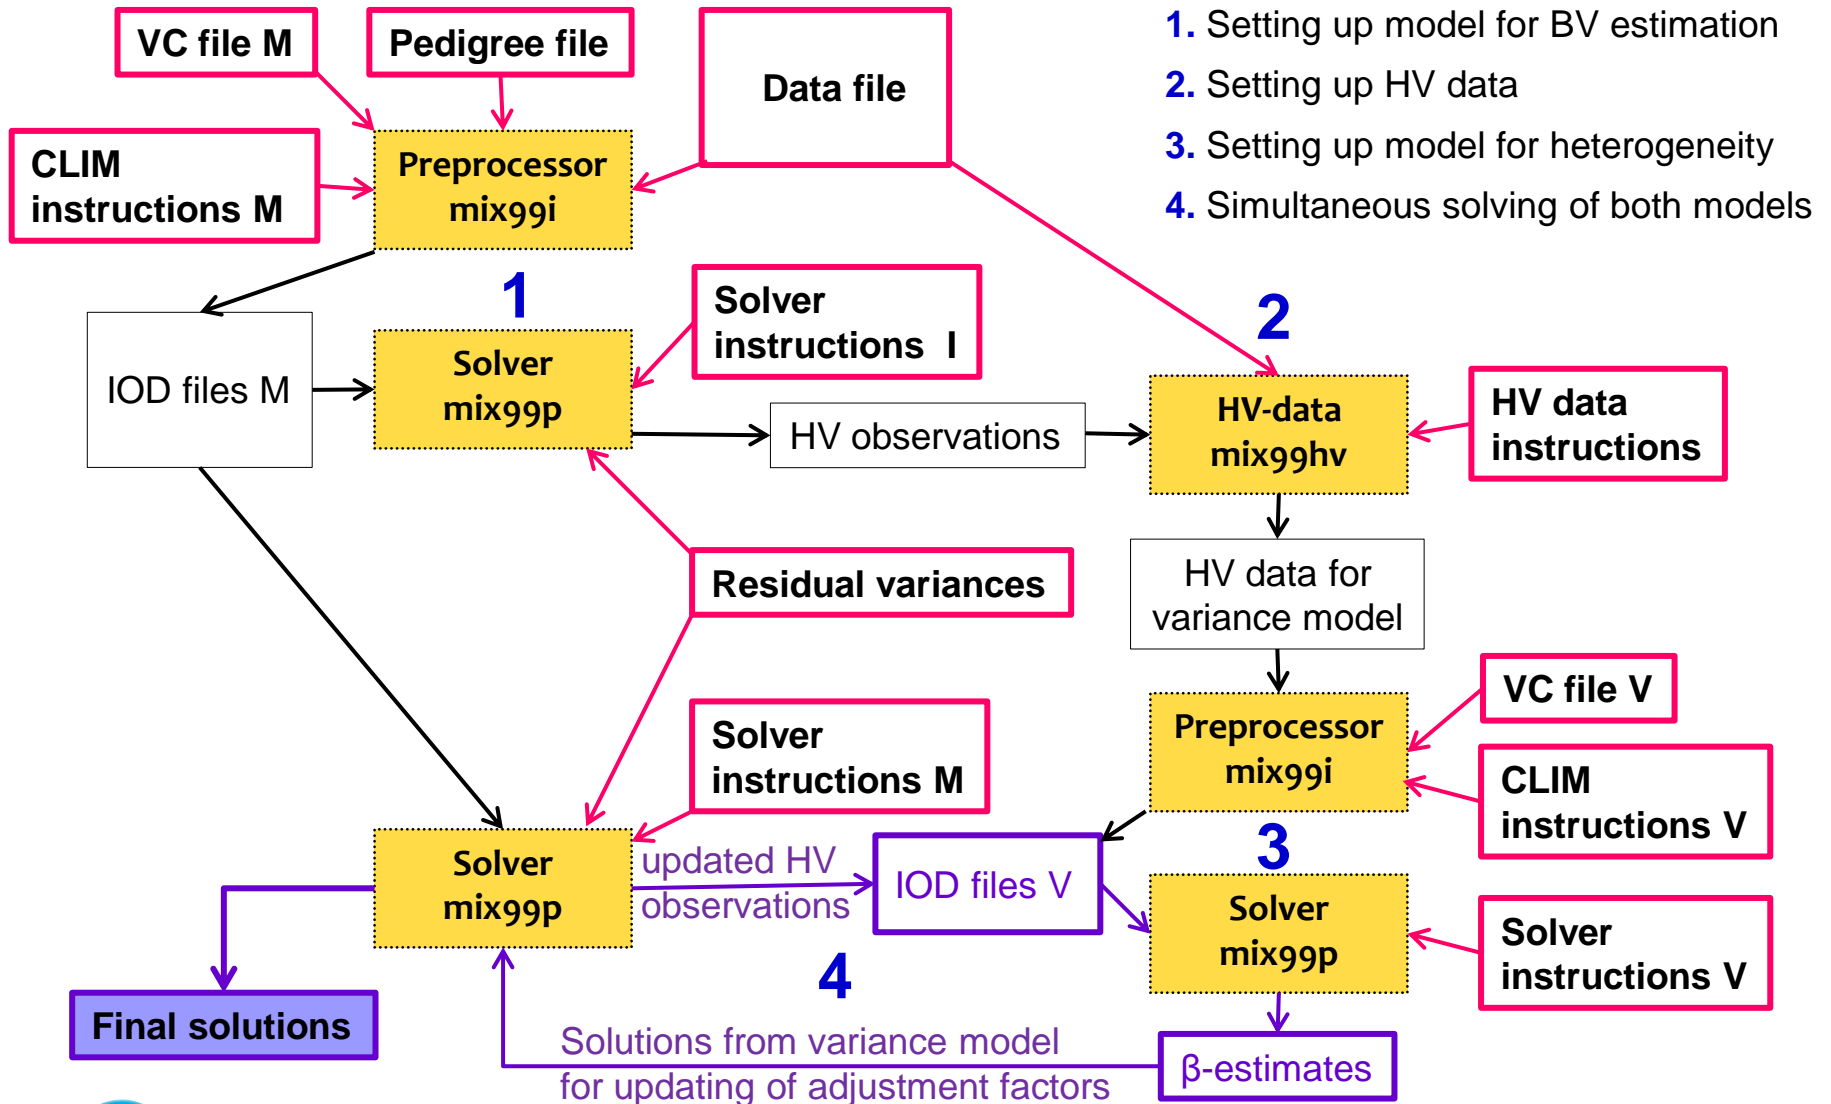 VC file M
Pedigree file
Data file
1. Setting up model for BV estimation
2. Setting up HV data
3. Setting up model for heterogeneity
4. Simultaneous solving of both models
CLIM
instructions M
Preprocessor
mix99i
1
Solver
instructions I
2
IOD files M
Solver
mix99p
HV observations
HV-data
mix99hv
HV data
instructions
Residual variances
HV data for
variance model
VC file V
Solver
instructions M
Preprocessor
mix99i
CLIM
instructions V
3
Solver
mix99p
updated HV
observations
IOD files V
Solver
mix99p
Solver
instructions V
4
Final solutions
Solutions from variance model
for updating of adjustment factors
β-estimates